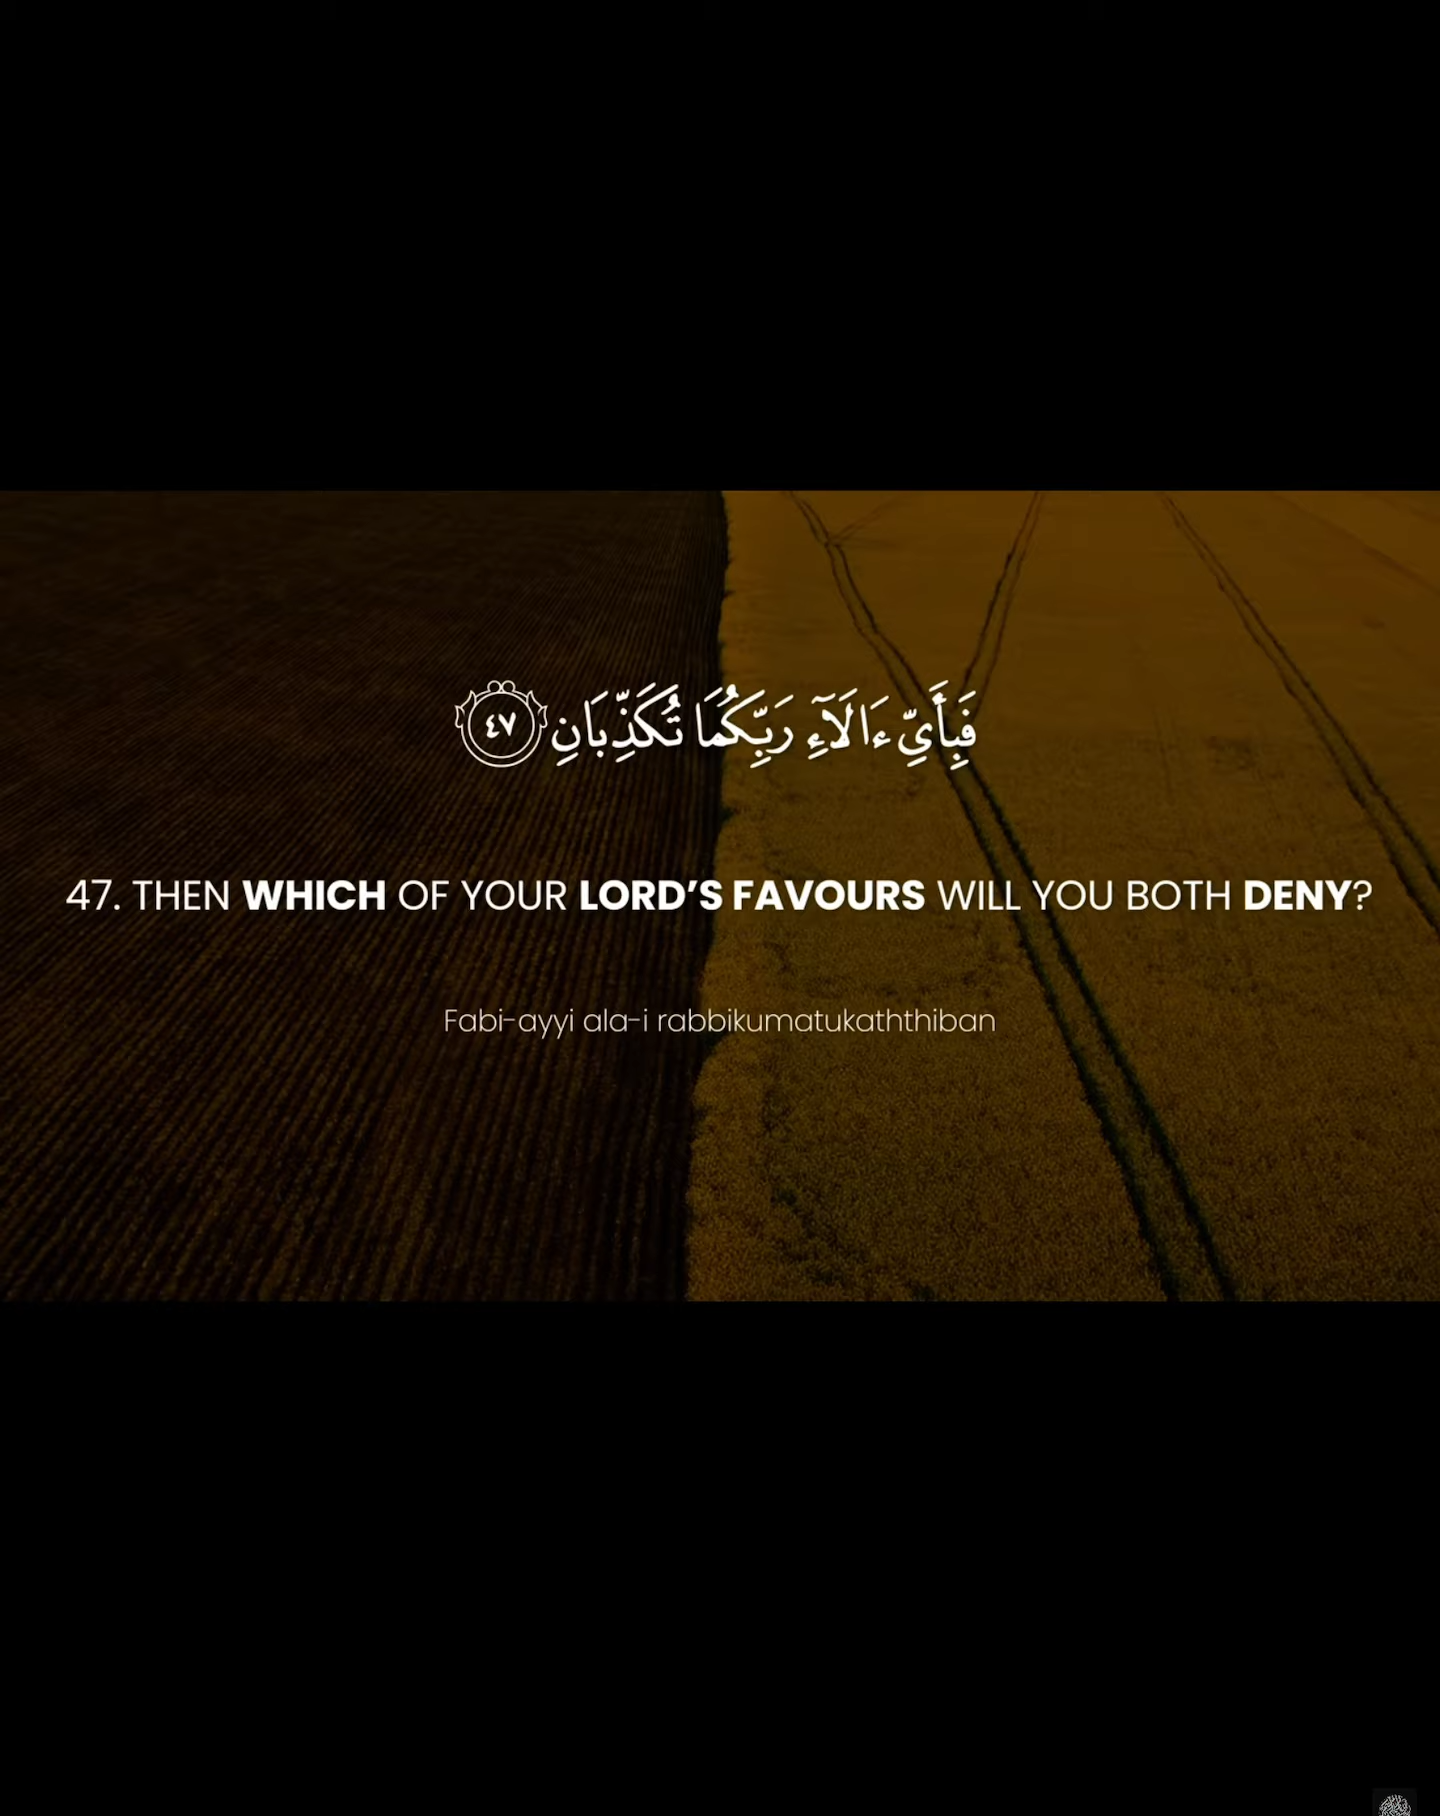 فَبِأَيِّ ءَالَآءِ رَبِّكُمَا تُكَذِّبَانِ ٤٧
47. THEN WHICH OF YOUR LORD’S FAVOURS WILL YOU BOTH DENY?
Fabi-ayyi ala-i rabbikumatukaththiban